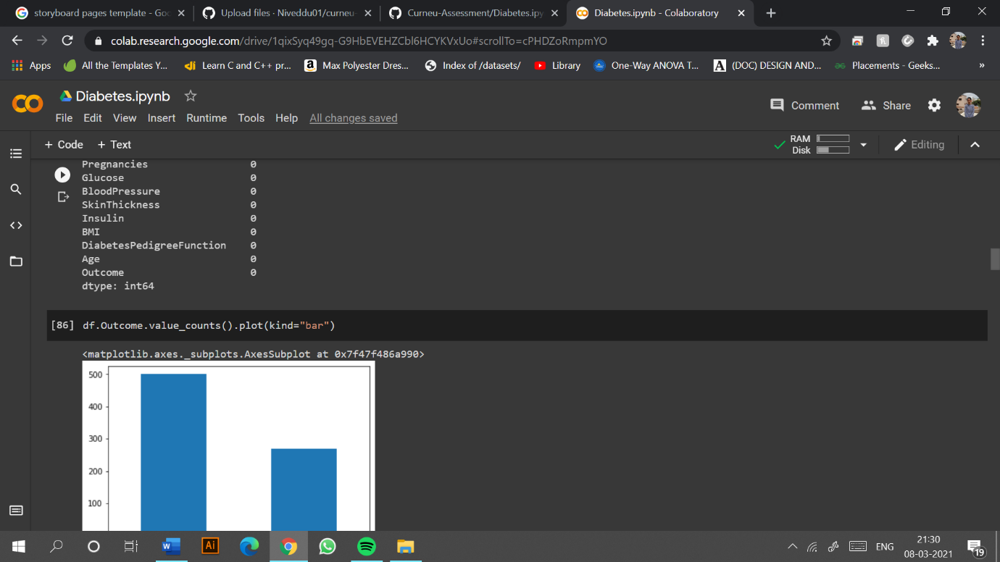 storyboard pages template - Goo
Upload files · Niveddu01/curneu-
Curneu-Assessment/Diabetes.ipy
Diabetes.ipynb - Colaboratory
colab.research.google.com/drive/1qixSyq49gq-G9HbEVEHZCbl6HCYKVxUo#scrollTo=cPHDZoRmpmYO
Apps
All the Templates Y...
Learn C and C++ pr...
Max Polyester Dres...
Index of /datasets/
Library
One-Way ANOVA T...
(DOC) DESIGN AND...
Placements - Geeks...
»
Diabetes.ipynb
File Edit View Insert Runtime Tools Help All changes saved
Comment
Share
+ Code + Text
RAM
Disk
Editing
Pregnancies 0
Glucose 0
BloodPressure 0
SkinThickness 0
Insulin 0
BMI 0
DiabetesPedigreeFunction 0
Age 0
Outcome 0
dtype: int64
[86] df.Outcome.value_counts().plot(kind="bar")
<matplotlib.axes._subplots.AxesSubplot at 0x7f47f486a990>
500
400
300
200
100
W
Ai
ENG
21:30
08-03-2021
19